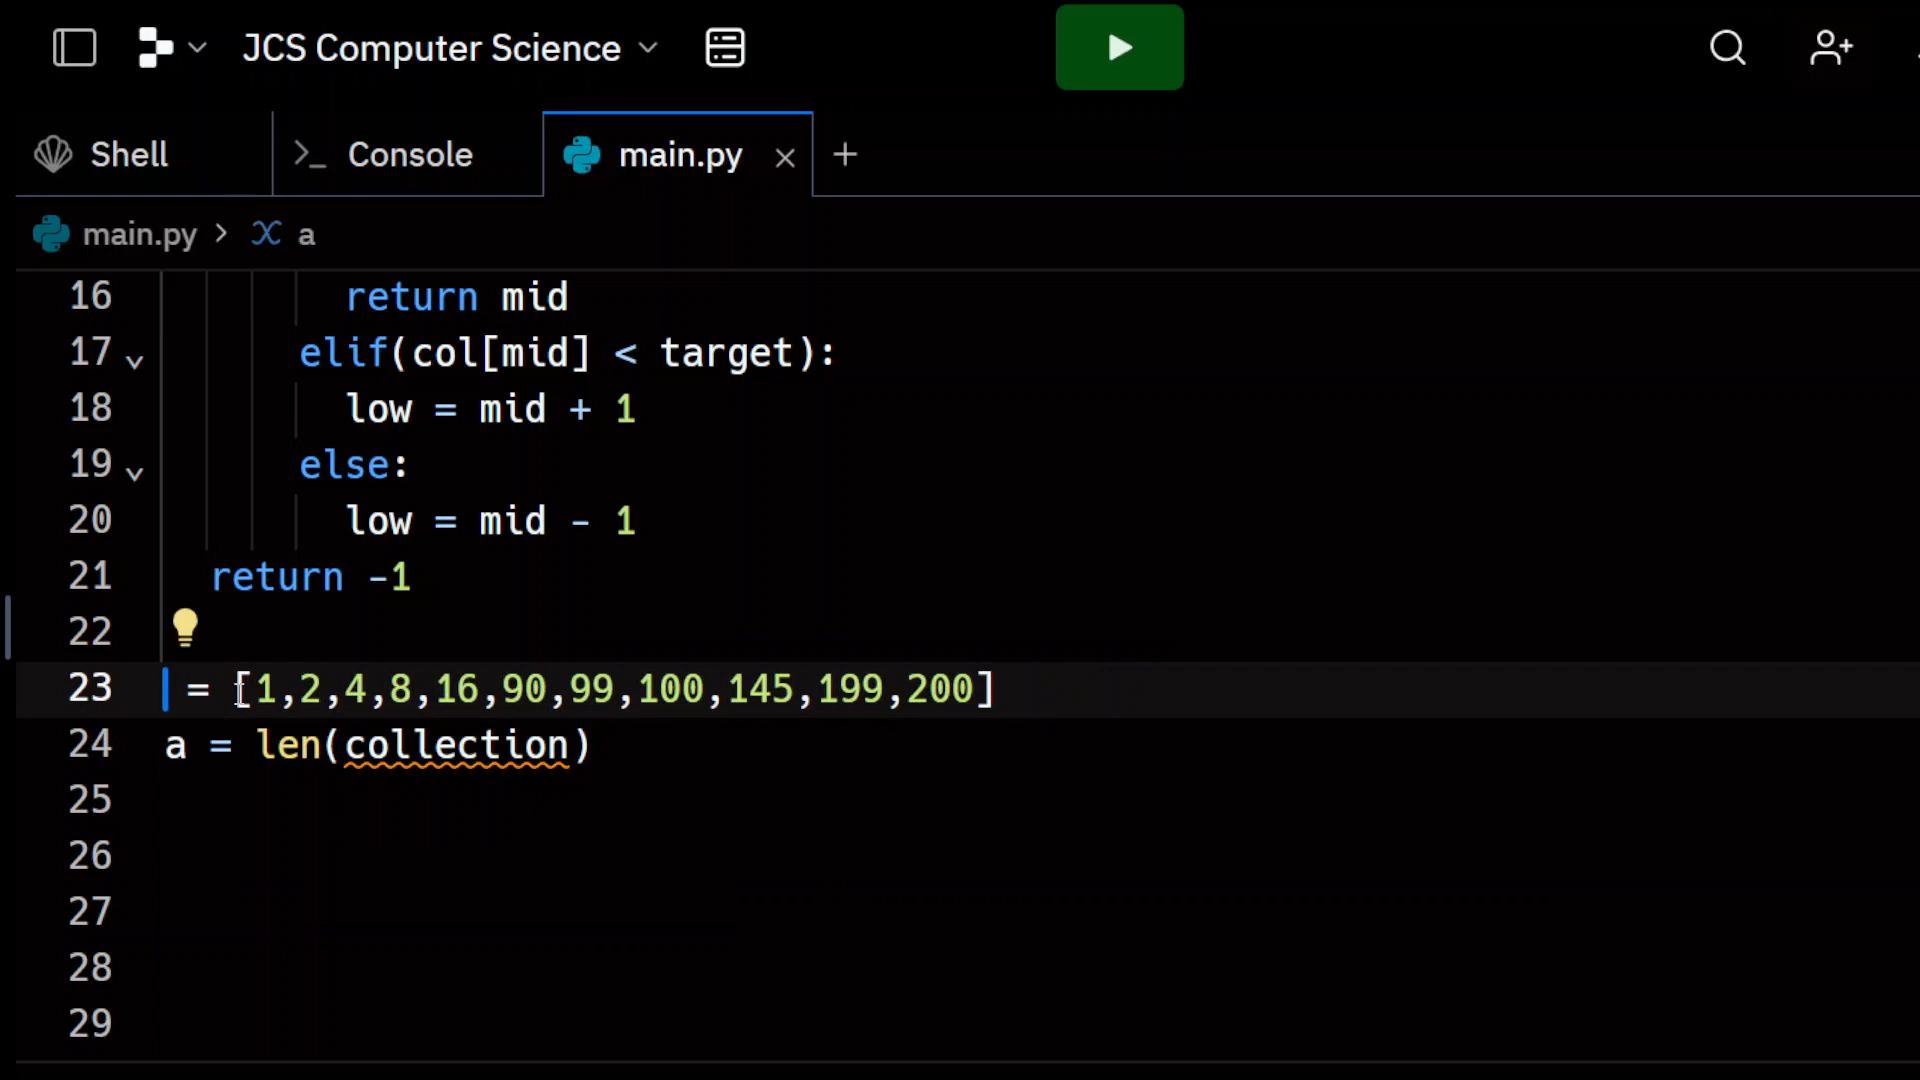 JCS Computer Science
Shell
>_ Console
main.py × +
main.py > a
16 return mid
17 elif(col[mid] < target):
18 low = mid + 1
19 else:
20 low = mid - 1
21 return -1
22
23 = [1,2,4,8,16,90,99,100,145,199,200]
24 a = len(collection)
25
26
27
28
29